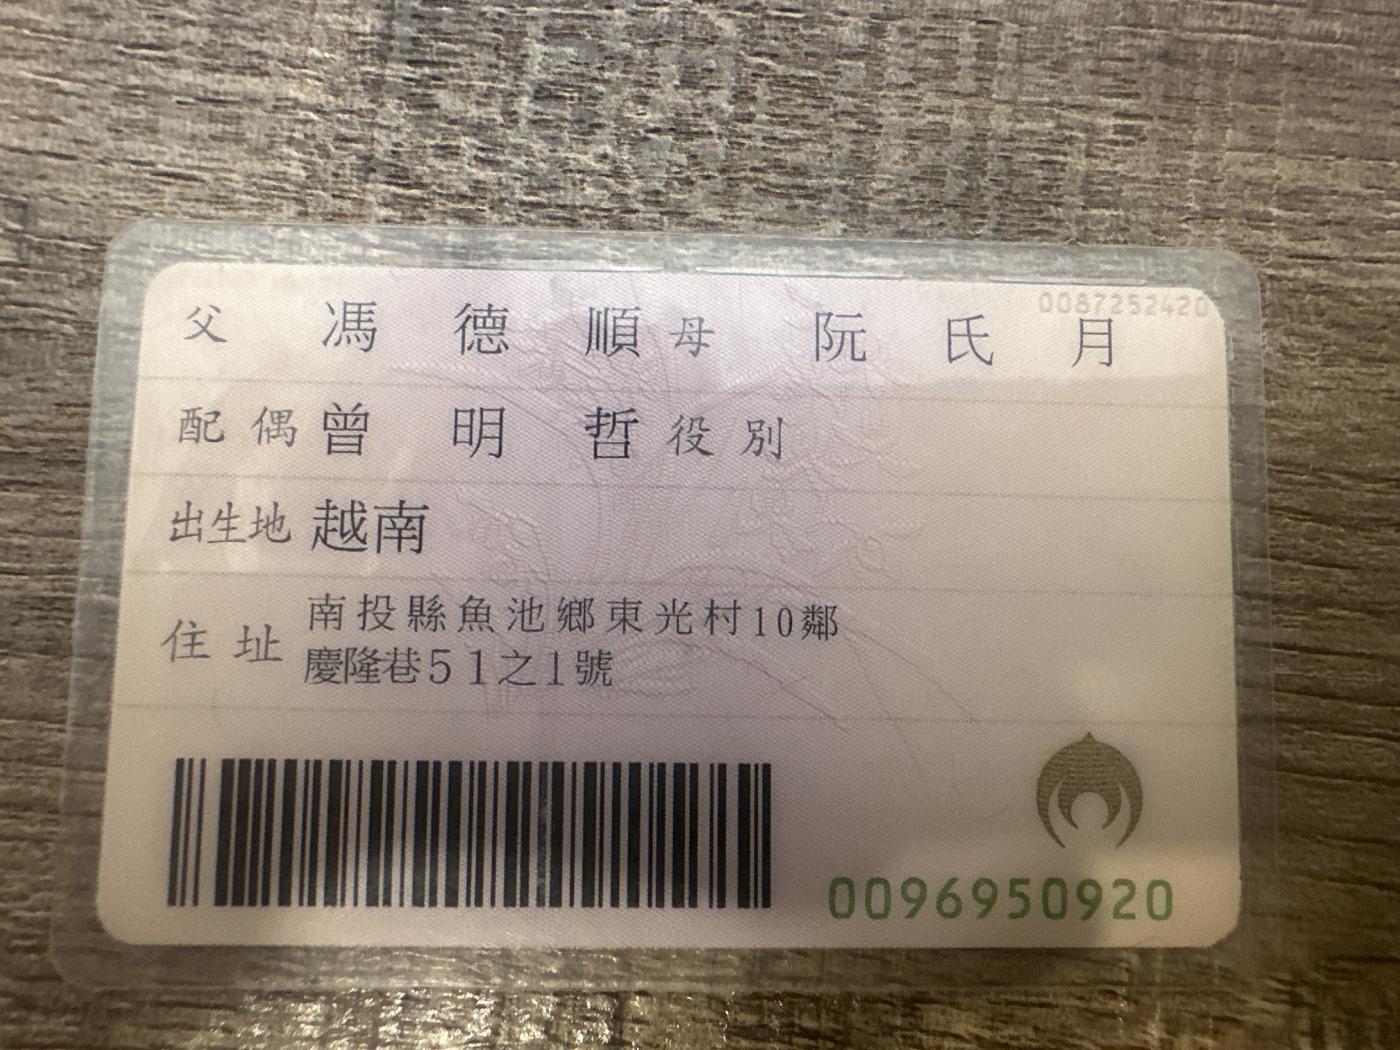 0087252420
父 馮 德 順 母 阮 氏 月
配偶 曾 明 哲 役別
出生地 越南
住址 南投縣魚池鄉東光村10鄰
慶隆巷51之1號
0096950920